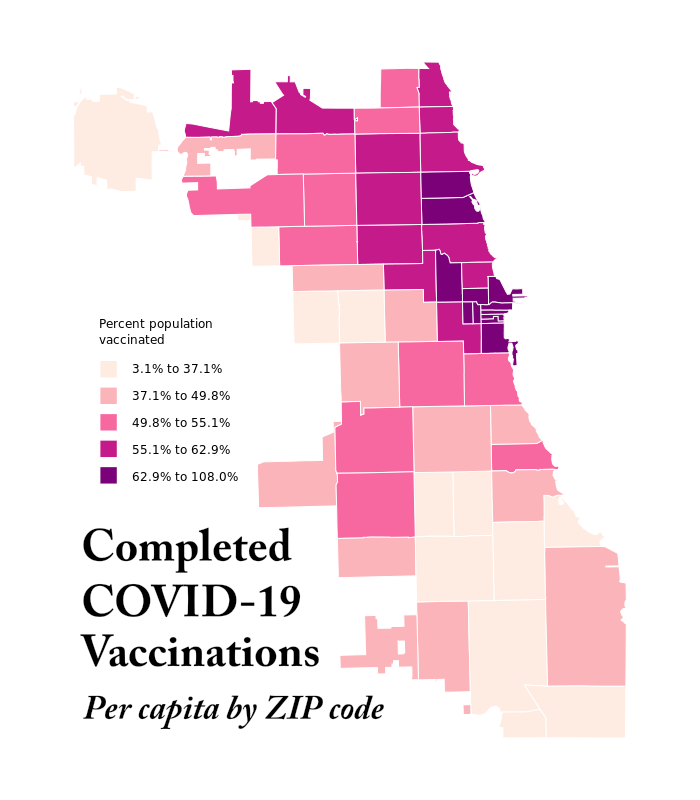 Percent population
vaccinated
3.1% to 37.1%
37.1% to 49.8%
49.8% to 55.1%
55.1% to 62.9%
62.9% to 108.0%
Completed
COVID-19
Vaccinations
Per capita by ZIP code